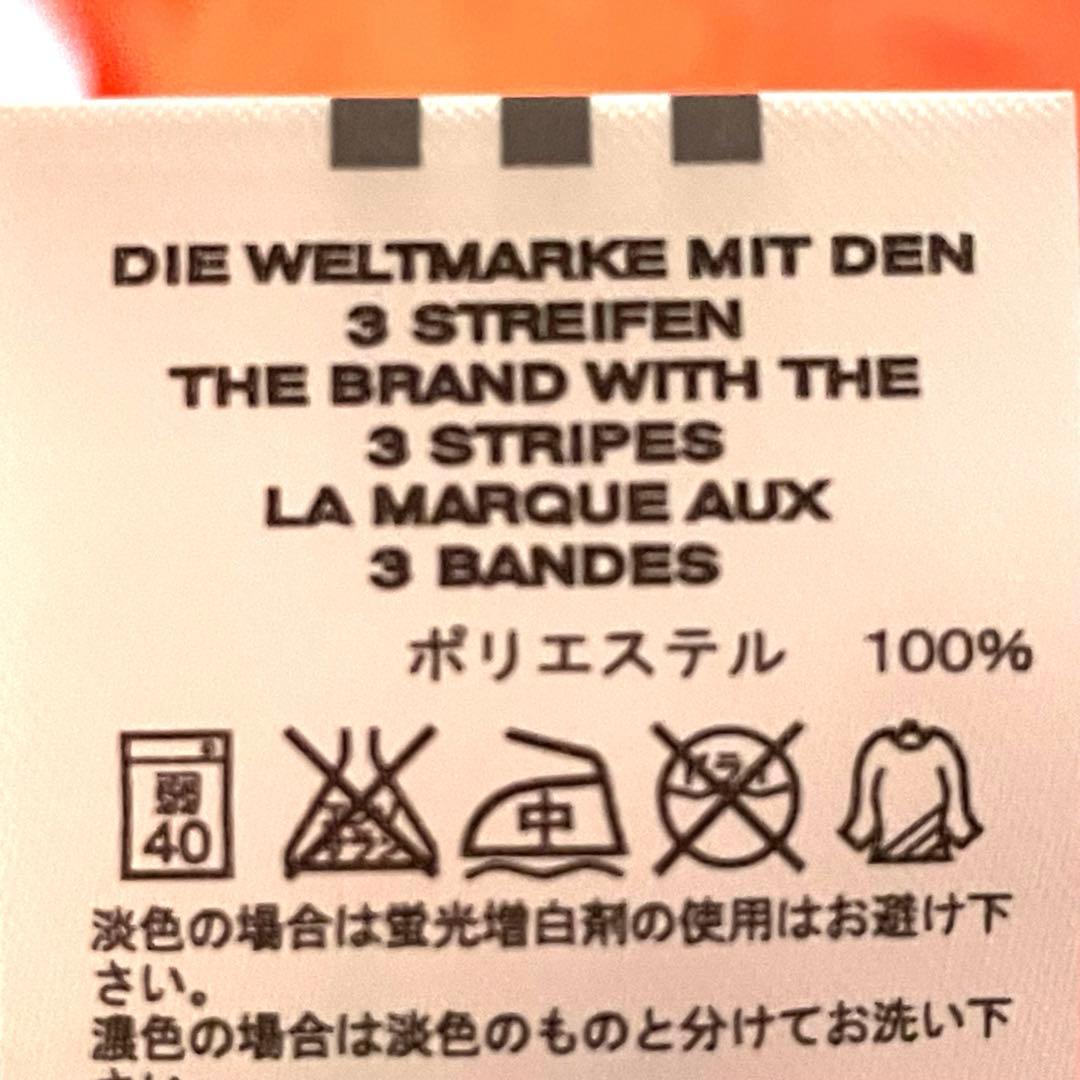 DIE WELTMARKE MIT DEN
3 STREIFEN
THE BRAND WITH THE
3 STRIPES
LA MARQUE AUX
3 BANDES
ポリエステル 100%
弱
40
中
ドライ
淡色の場合は蛍光増白剤の使用はお避け下
さい。
濃色の場合は淡色のものと分けてお洗い下